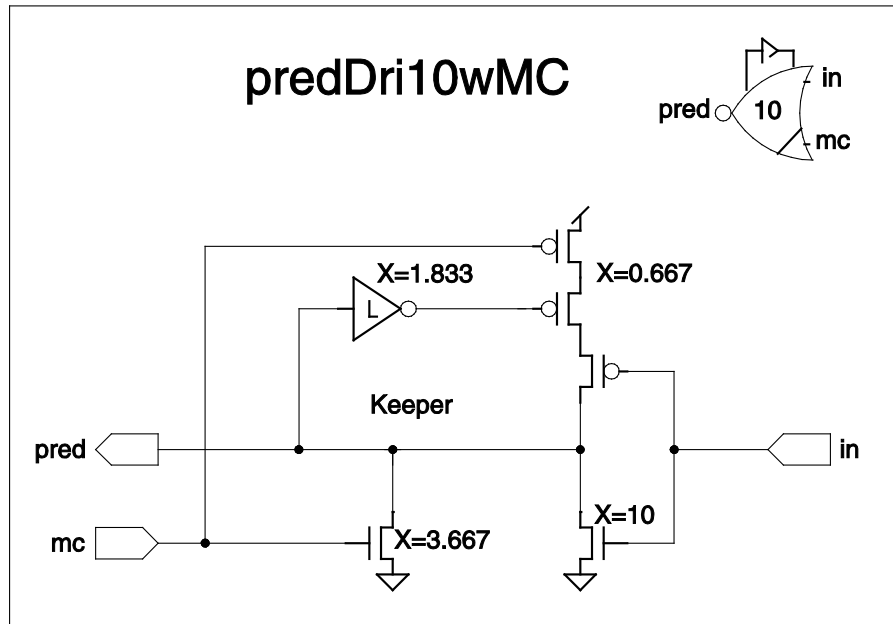 predDri10wMC
in
pred
10
mc
X=1.833
X=0.667
L
Keeper
pred
in
X=10
mc
X=3.667